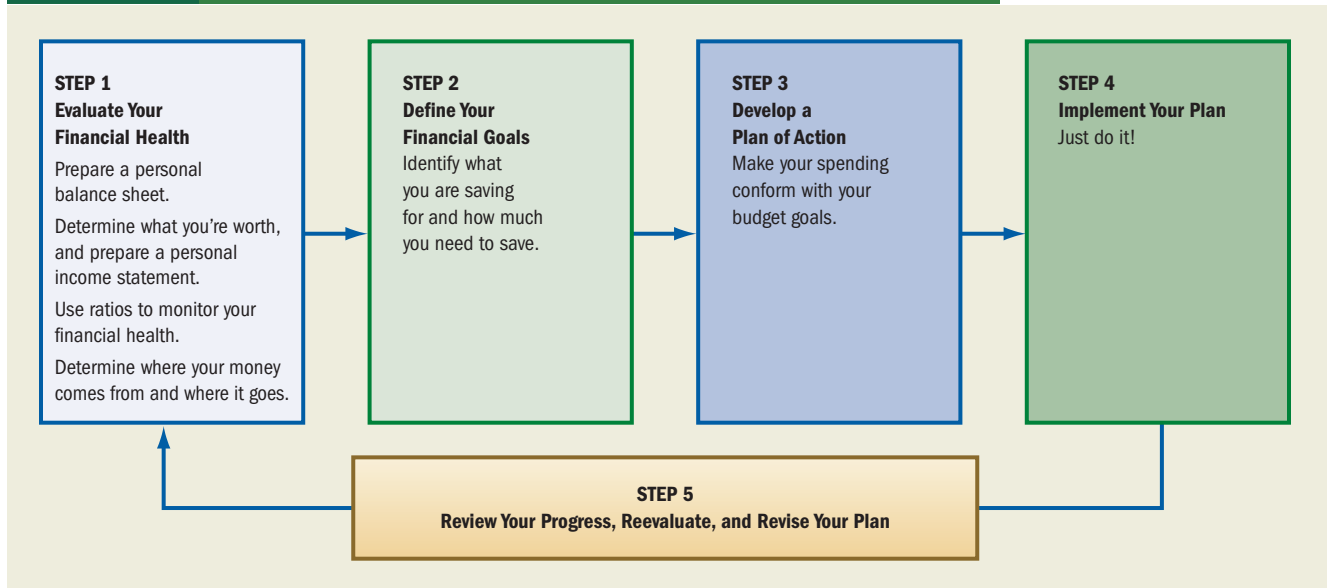 STEP 1
Evaluate Your
Financial Health
Prepare a personal
balance sheet.
Determine what you’re worth,
and prepare a personal
income statement.
Use ratios to monitor your
financial health.
Determine where your money
comes from and where it goes.
STEP 2
Define Your
Financial Goals
Identify what
you are saving
for and how much
you need to save.
STEP 3
Develop a
Plan of Action
Make your spending
conform with your
budget goals.
STEP 4
Implement Your Plan
Just do it!
STEP 5
Review Your Progress, Reevaluate, and Revise Your Plan